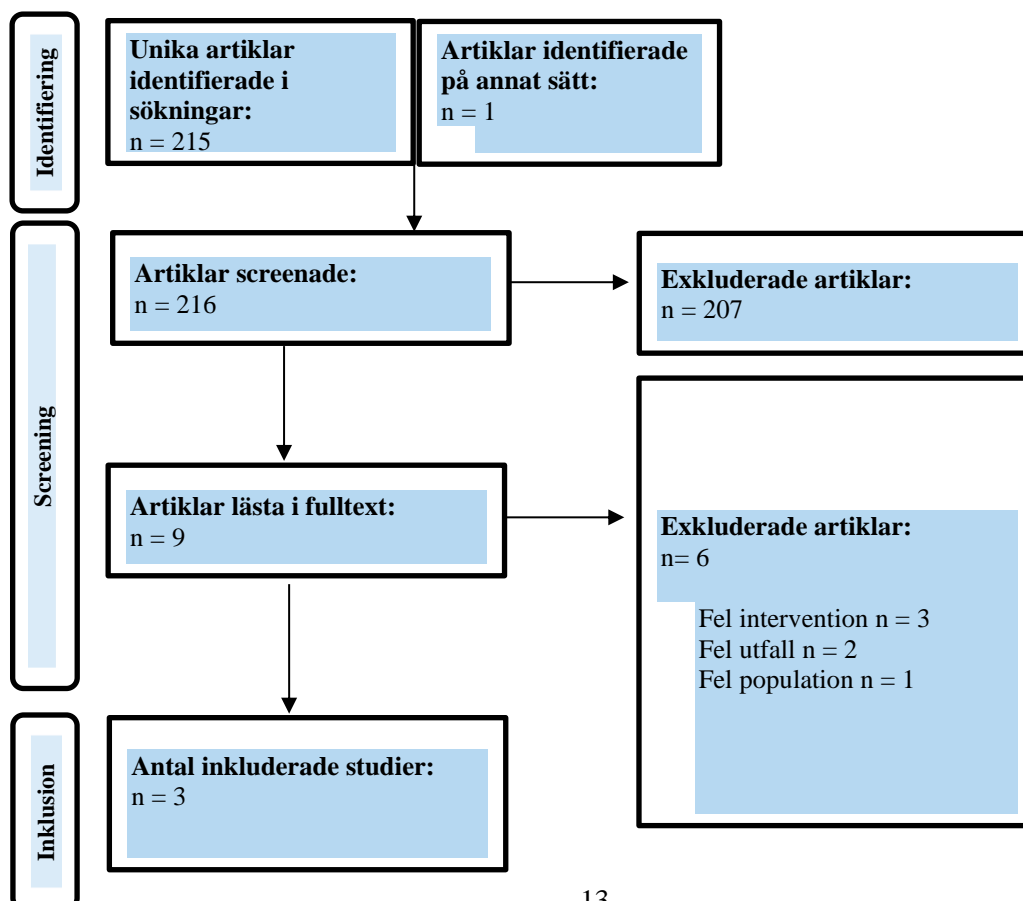 Identifiering
Unika artiklar
identifierade i
sökningar:
n = 215
Artiklar identifierade
på annat sätt:
n = 1
Screening
Artiklar screenade:
n = 216
Exkluderade artiklar:
n = 207
Artiklar lästa i fulltext:
n = 9
Exkluderade artiklar:
n= 6
Fel intervention n = 3
Fel utfall n = 2
Fel population n = 1
Inklusion
Antal inkluderade studier:
n = 3
13